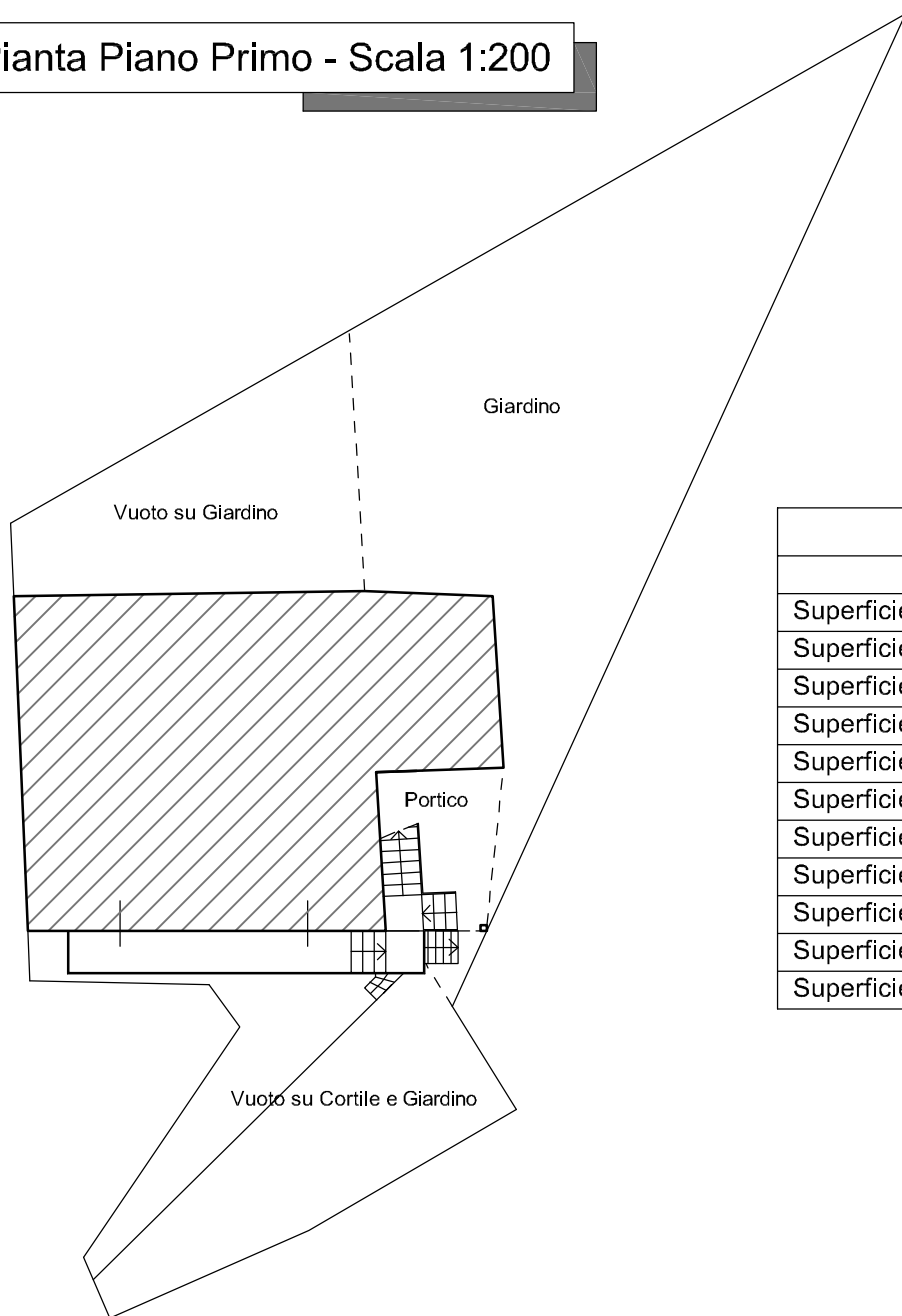 Pianta Piano Primo - Scala 1:200
Giardino
Vuoto su Giardino
Superficie
Superficie
Superficie
Superficie
Superficie
Portico
Superficie
Superficie
Superficie
Superficie
Superficie
Superficie
Vuoto su Cortile e Giardino